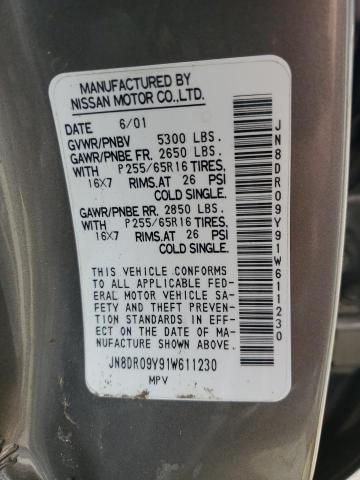 MANUFACTURED BY
NISSAN MOTOR CO.,LTD.
DATE 6/01
GVWR/PNBV 5300 LBS.
GAWR/PNBE FR. 2650 LBS.
WITH P255/65R16 TIRES,
16X7 RIMS.AT 26 PSI
COLD SINGLE.
GAWR/PNBE RR. 2850 LBS.
WITH P255/65R16 TIRES,
16X7 RIMS.AT 26 PSI
COLD SINGLE.
THIS VEHICLE CONFORMS
TO ALL APPLICABLE FED-
ERAL MOTOR VEHICLE SA-
FETY AND THEFT PREVEN-
TION STANDARDS IN EFF-
ECT ON THE DATE OF MAN-
UFACTURE SHOWN ABOVE.
JN8DR09Y91W611230
MPV
JN8DR09Y91W611230